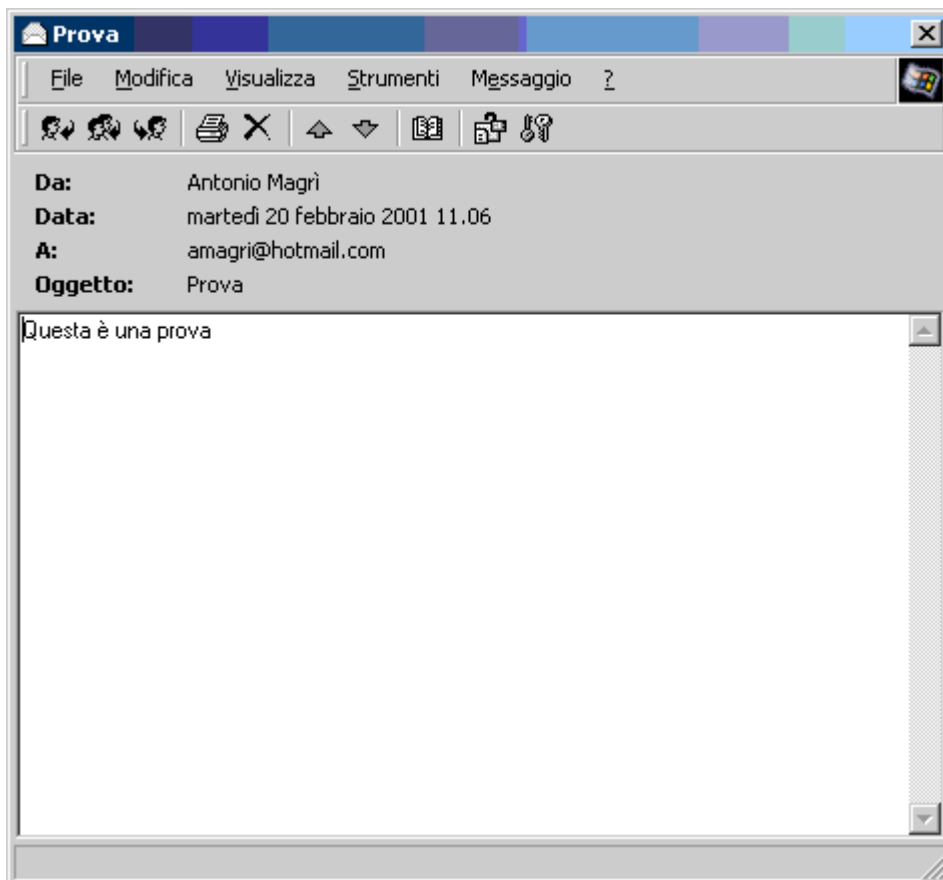 Prova
File Modifica Visualizza Strumenti Messaggio ?
Da: Antonio Magrì
Data: martedì 20 febbraio 2001 11.06
A: amagri@hotmail.com
Oggetto: Prova
Questa è una prova